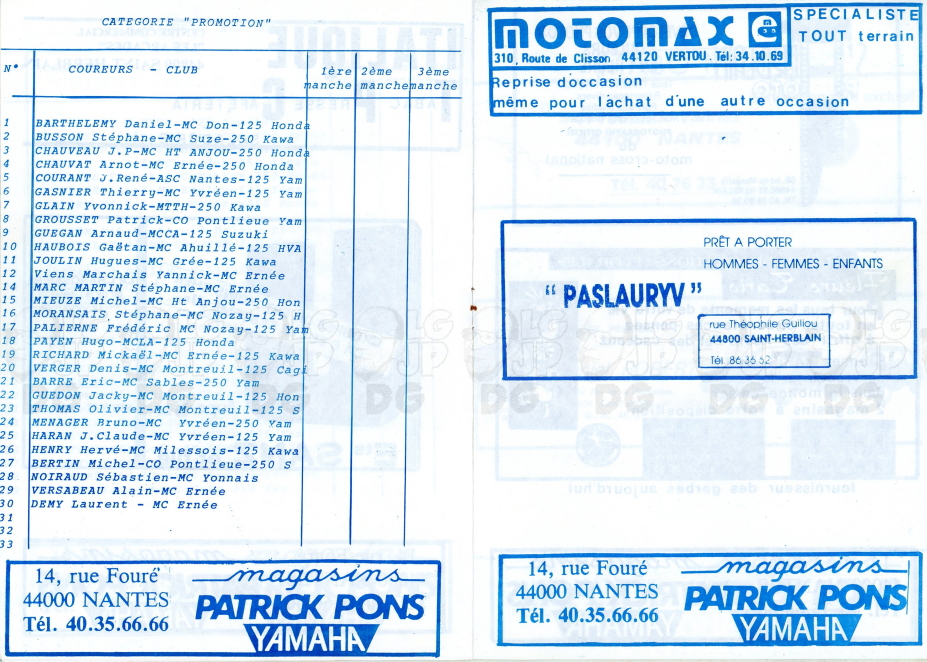 CATEGORIE "PROMOTION"
N° COUREURS - CLUB 1ère manche 2ème manche 3ème manche
1 BARTHELEMY Daniel-MC Don-125 Honda
2 BUSSON Stéphane-MC Suze-250 Kawa
3 CHAUVEAU J.P-MC HT ANJOU-250 Honda
4 CHAUVAT Arnot-MC Ernée-250 Honda
5 COURANT J.René-ASC Nantes-125 Yam
6 GASNIER Thierry-MC Yvréen-125 Yam
7 GLAIN Yvonnick-MTTH-250 Kawa
8 GROUSSET Patrick-CO Pontlieue Yam
9 GUEGAN Arnaud-MCCA-125 Suzuki
10 HAUBOIS Gaëtan-MC Ahuillé-125 HVA
11 JOULIN Hugues-MC Grée-125 Kawa
12 Viens Marchais Yannick-MC Ernée
14 MARC MARTIN Stéphane-MC Ernée
15 MIEUZE Michel-MC Ht Anjou-250 Hon
16 MORANSAIS Stéphane-MC Nozay-125 H
17 PALIERNE Frédéric MC Nozay-125 Yam
18 PAYEN Hugo-MCLA-125 Honda
19 RICHARD Mickaël-MC Ernée-125 Kawa
20 VERGER Denis-MC Montreuil-125 Cagi
21 BARRE Eric-MC Sables-250 Yam
22 GUEDON Jacky-MC Montreuil-125 Hon
23 THOMAS Olivier-MC Montreuil-125 S
24 MENAGER Bruno-MC Yvréen-250 Yam
25 HARAN J.Claude-MC Yvréen-125 Yam
26 HENRY Hervé-MC Milessois-125 Kawa
27 BERTIN Michel-CO Pontlieue-250 S
28 NOIRAUD Sébastien-MC Yonnais
29 VERSABEAU Alain-MC Ernée
30 DEMY Laurent - MC Ernée
31
32
33
14, rue Fouré
44000 NANTES
Tél. 40.35.66.66
magasins
PATRICK PONS
YAMAHA
MOTOMAX
310, Route de Clisson 44120 VERTOU. Tél: 34.10.69
SPECIALISTE
TOUT terrain
Reprise d'occasion
même pour l'achat d'une autre occasion
PRÊT A PORTER
HOMMES - FEMMES - ENFANTS
"PASLAURYV"
rue Théophile Guillou
44800 SAINT-HERBLAIN
Tél. 86 36 52
14, rue Fouré
44000 NANTES
Tél. 40.35.66.66
magasins
PATRICK PONS
YAMAHA